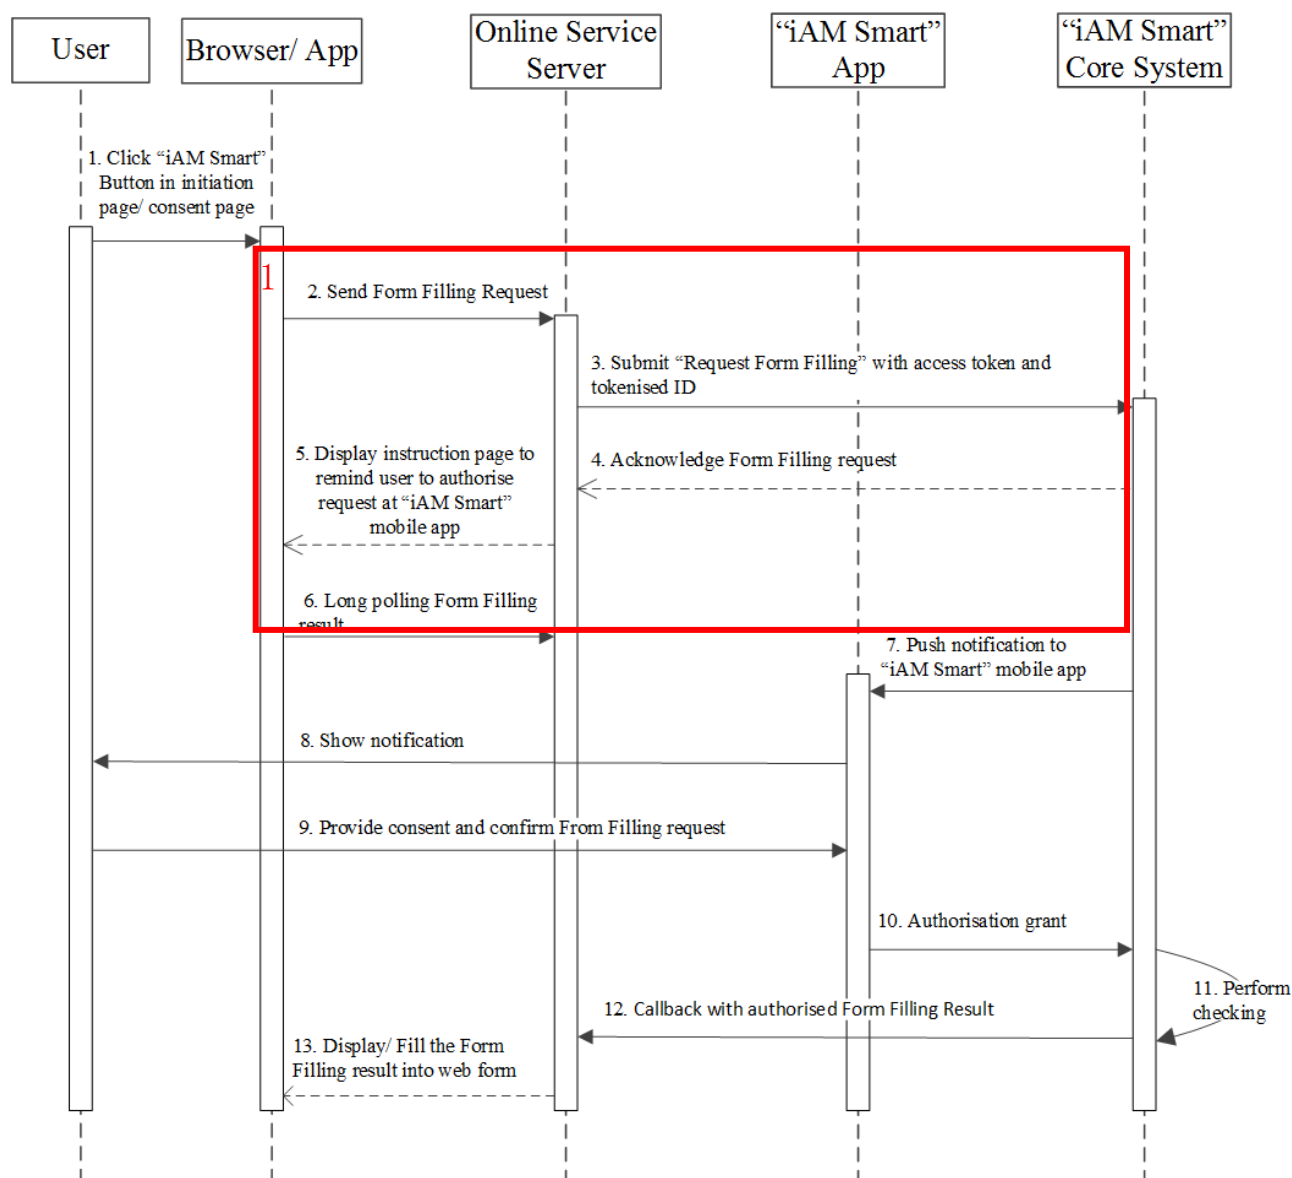 User
Browser/ App
Online Service
Server
“iAM Smart”
App
“iAM Smart”
Core System
1. Click “iAM Smart”
Button in initiation
page/ consent page
1
2. Send Form Filling Request
3. Submit “Request Form Filling” with access token and
tokenised ID
4. Acknowledge Form Filling request
5. Display instruction page to
remind user to authorise
request at “iAM Smart”
mobile app
6. Long polling Form Filling
result
7. Push notification to
“iAM Smart” mobile app
8. Show notification
9. Provide consent and confirm From Filling request
10. Authorisation grant
11. Perform
checking
12. Callback with authorised Form Filling Result
13. Display/ Fill the Form
Filling result into web form